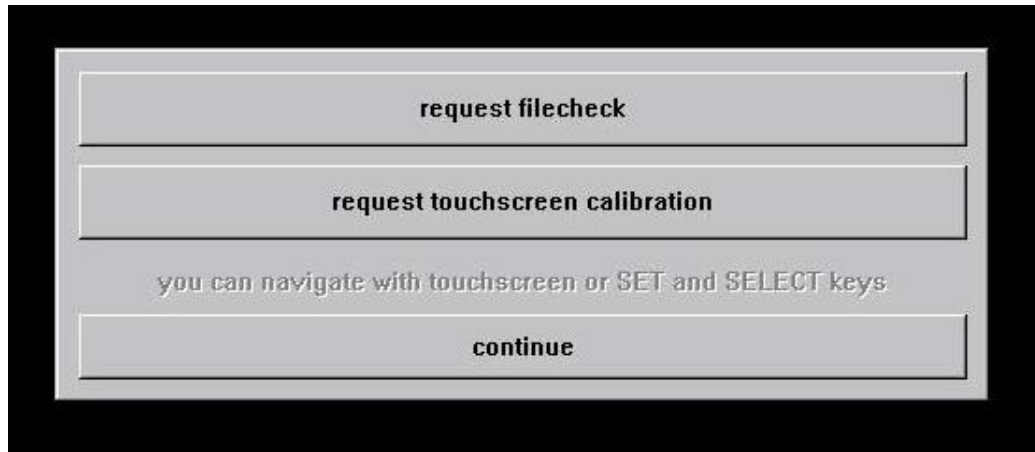 request filecheck
request touchscreen calibration
you can navigate with touchscreen or SET and SELECT keys
continue